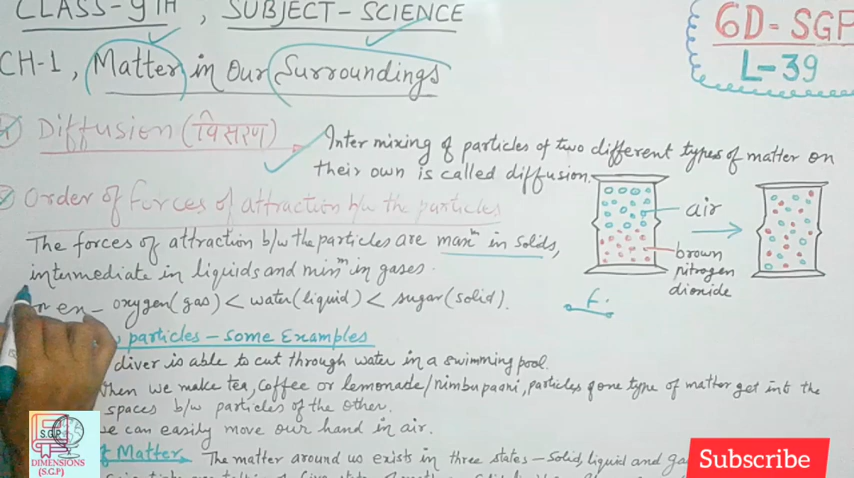 CLASS-9TH, SUBJECT-SCIENCE
6D-SGP
L-39
CH-1, Matter in Our Surroundings
Diffusion (विसरण)
Inter mixing of particles of two different types of matter on
their own is called diffusion.
Order of forces of attraction b/w the particles
air
brown
nitrogen
dioxide
The forces of attraction b/w the particles are maxm in solids,
intermediate in liquids and minm in gases.
ex- oxygen(gas) < water(liquid) < sugar(solid).
F.
particles - some Examples
diver is able to cut through water in a swimming pool.
when we make tea, coffee or lemonade/nimbu paani, particles of one type of matter get into the
spaces b/w particles of the other.
can easily move our hand in air.
Matter The matter around us exists in three states - Solid, liquid and
S.G.P
DIMENSIONS
(S.G.P)
Subscribe